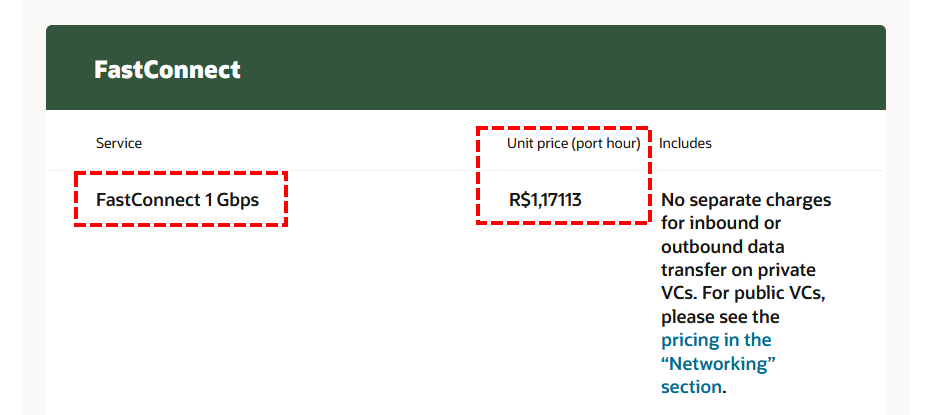 FastConnect
Service
Unit price (port hour)
Includes
FastConnect 1 Gbps
R$1,17113
No separate charges
for inbound or
outbound data
transfer on private
VCs. For public VCs,
please see the
pricing in the
“Networking”
section.